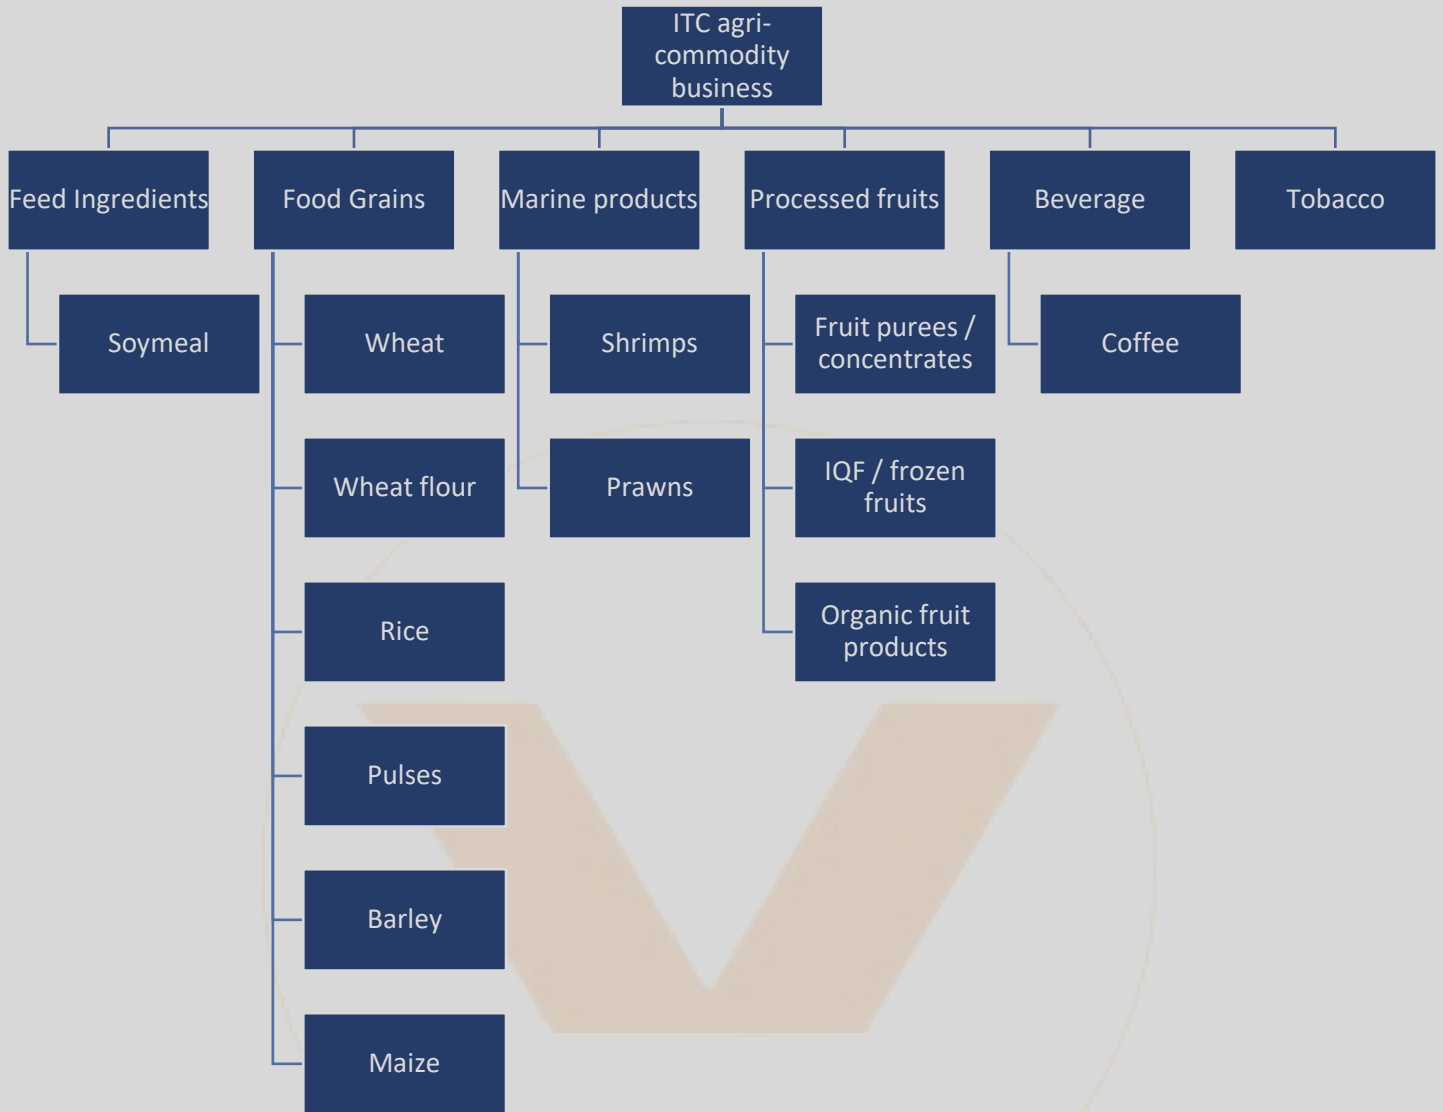 ITC agri-
commodity
business
Feed Ingredients
Food Grains
Marine products
Processed fruits
Beverage
Tobacco
Soymeal
Wheat
Shrimps
Fruit purees /
concentrates
Coffee
Wheat flour
Prawns
IQF / frozen
fruits
Rice
Organic fruit
products
Pulses
Barley
Maize